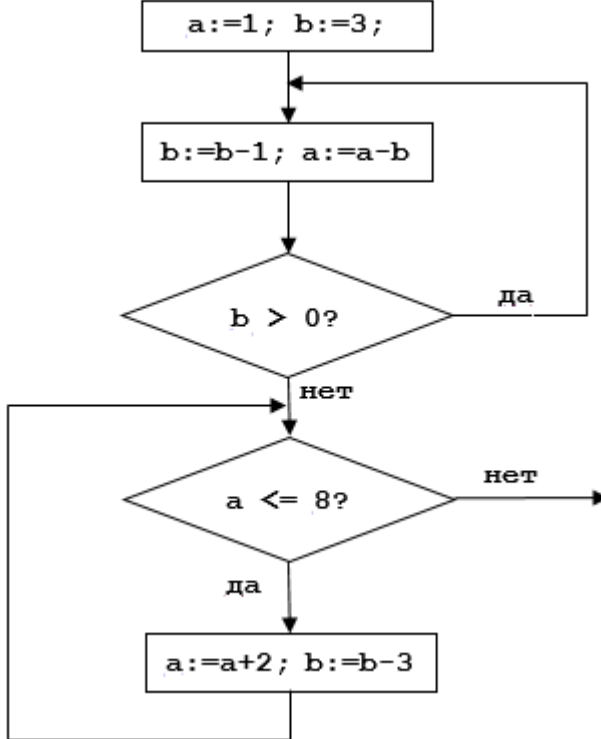 a:=1; b:=3;
b:=b-1; a:=a-b
b > 0?
да
нет
a <= 8?
нет
да
a:=a+2; b:=b-3